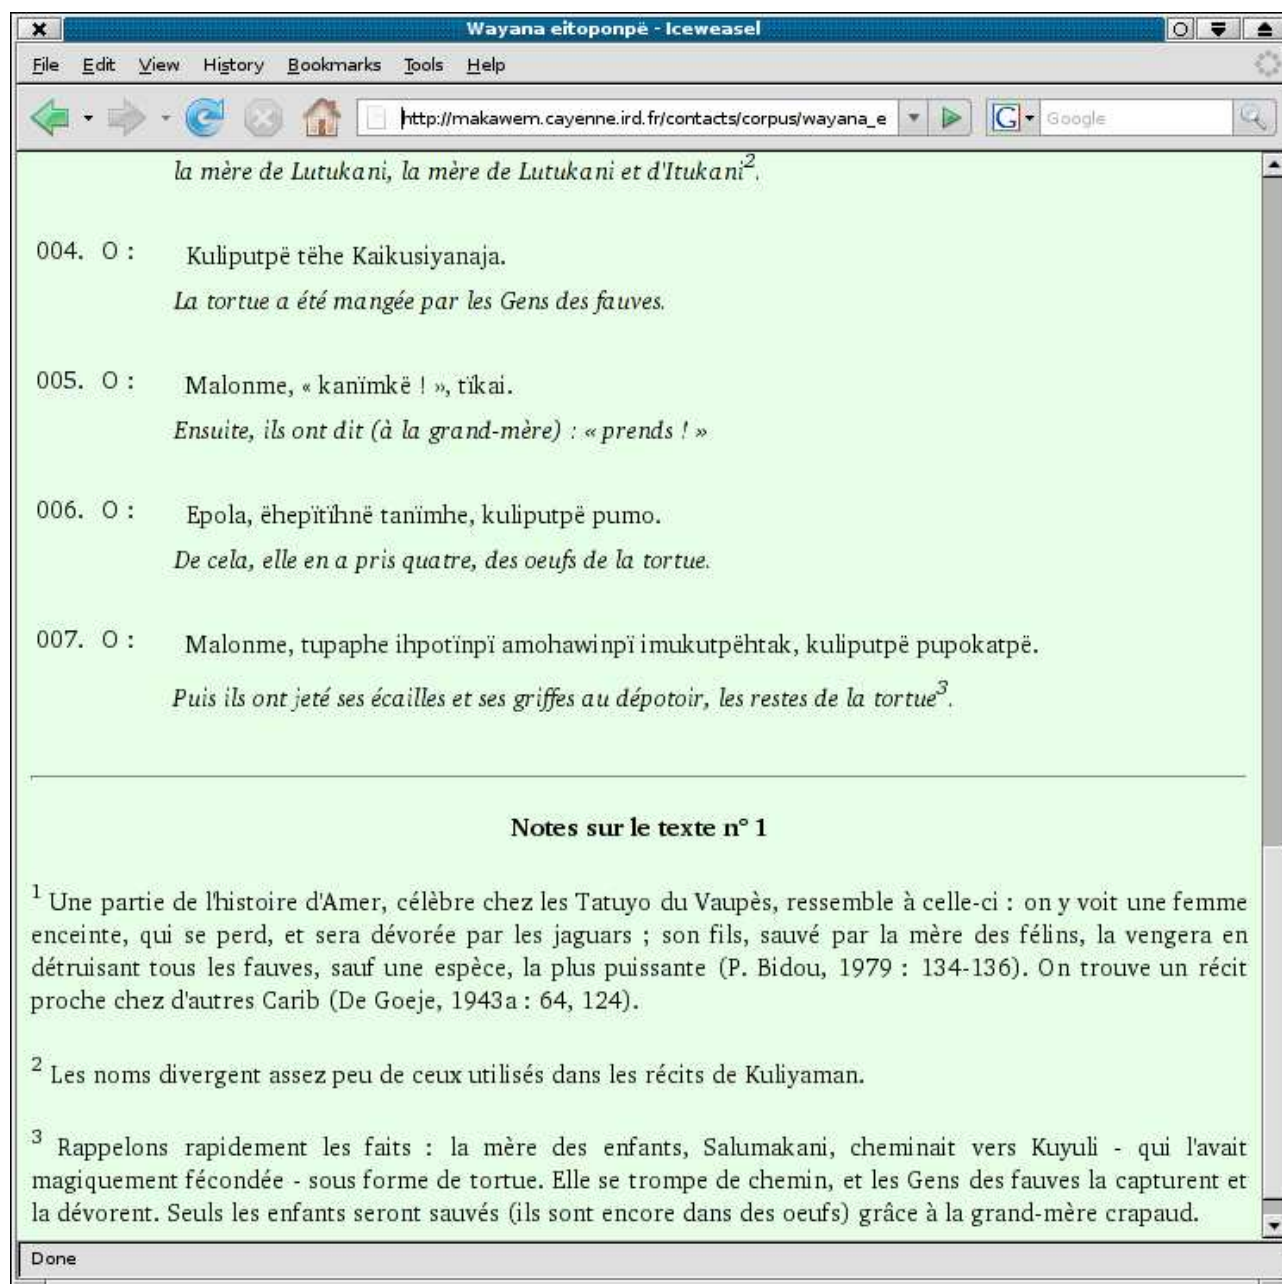 Wayana eitoponpë - Iceweasel
File Edit View History Bookmarks Tools Help
http://makawem.cayenne.ird.fr/contacts/corpus/wayana_e G Google
la mère de Lutukani, la mère de Lutukani et d'Itukani².
004. O : Kuliputpë tëhe Kaikusiyanaja.
La tortue a été mangée par les Gens des fauves.
005. O : Malonme, « kanïmkë ! », tïkai.
Ensuite, ils ont dit (à la grand-mère) : « prends ! »
006. O : Epola, ëhepïtïhnë tanïmhe, kuliputpë pumo.
De cela, elle en a pris quatre, des oeufs de la tortue.
007. O : Malonme, tupaphe ihpotïnpï amohawinpï imukutpëhtak, kuliputpë pupokatpë.
Puis ils ont jeté ses écailles et ses griffes au dépotoir, les restes de la tortue³.
Notes sur le texte n° 1
¹ Une partie de l'histoire d'Amer, célèbre chez les Tatuyo du Vaupès, ressemble à celle-ci : on y voit une femme
enceinte, qui se perd, et sera dévorée par les jaguars ; son fils, sauvé par la mère des félins, la vengera en
détruisant tous les fauves, sauf une espèce, la plus puissante (P. Bidou, 1979 : 134-136). On trouve un récit
proche chez d'autres Carib (De Goeje, 1943a : 64, 124).
² Les noms divergent assez peu de ceux utilisés dans les récits de Kuliyaman.
³ Rappelons rapidement les faits : la mère des enfants, Salumakani, cheminait vers Kuyuli - qui l'avait
magiquement fécondée - sous forme de tortue. Elle se trompe de chemin, et les Gens des fauves la capturent et
la dévorent. Seuls les enfants seront sauvés (ils sont encore dans des oeufs) grâce à la grand-mère crapaud.
Done